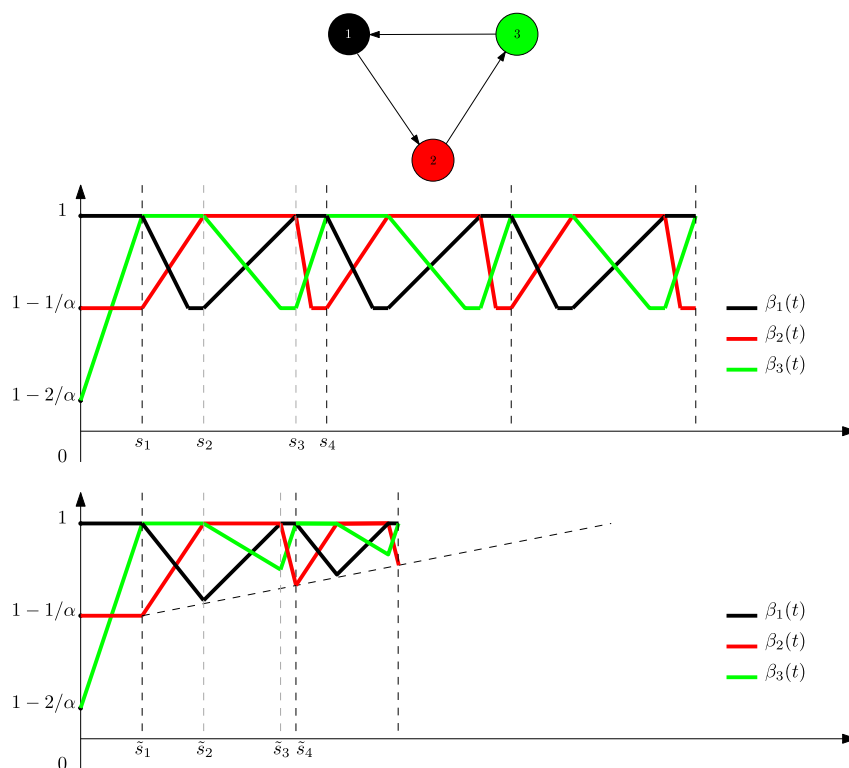 1 3
2
1
1 − 1/α
1 − 2/α
0
s₁ s₂ s₃ s₄
β₁(t)
β₂(t)
β₃(t)
1
1 − 1/α
1 − 2/α
0
s̃₁ s̃₂ s̃₃ s̃₄
β₁(t)
β₂(t)
β₃(t)